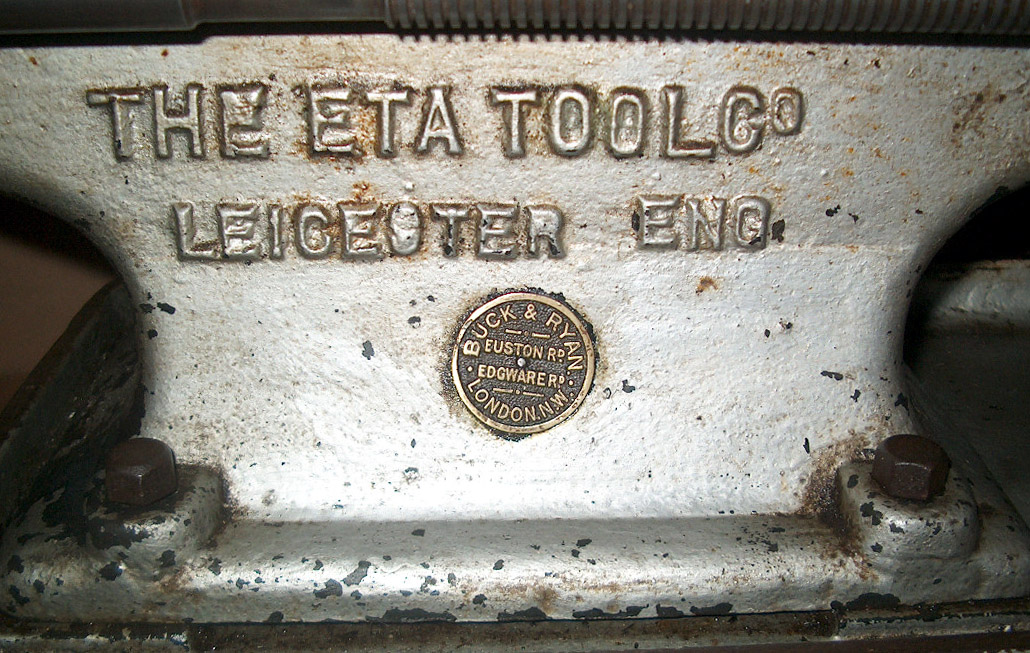 THE ETA TOOL Cº
LEICESTER ENG
BUCK & RYAN
EUSTON RD.
EDGWARE RD.
LONDON.N.W.